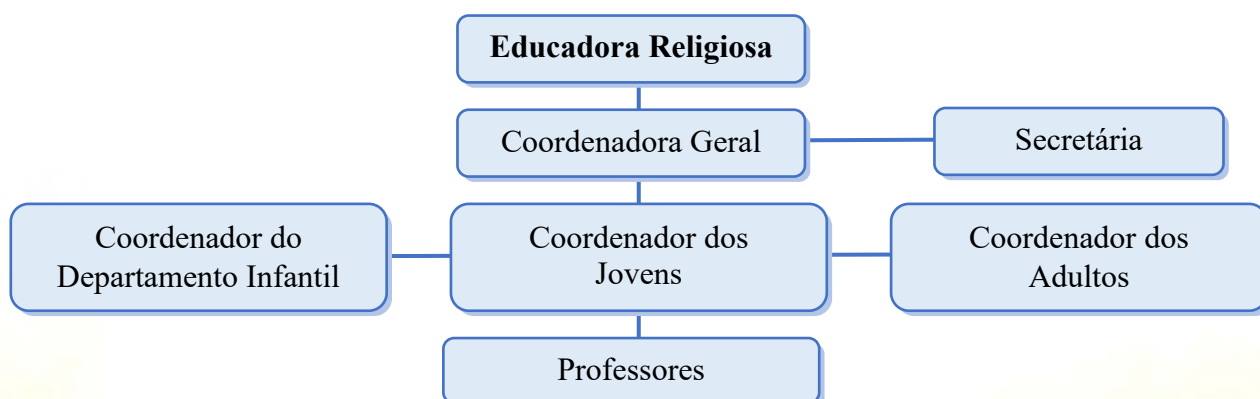 Educadora Religiosa
Coordenadora Geral
Secretária
Coordenador do
Departamento Infantil
Coordenador dos
Jovens
Coordenador dos
Adultos
Professores